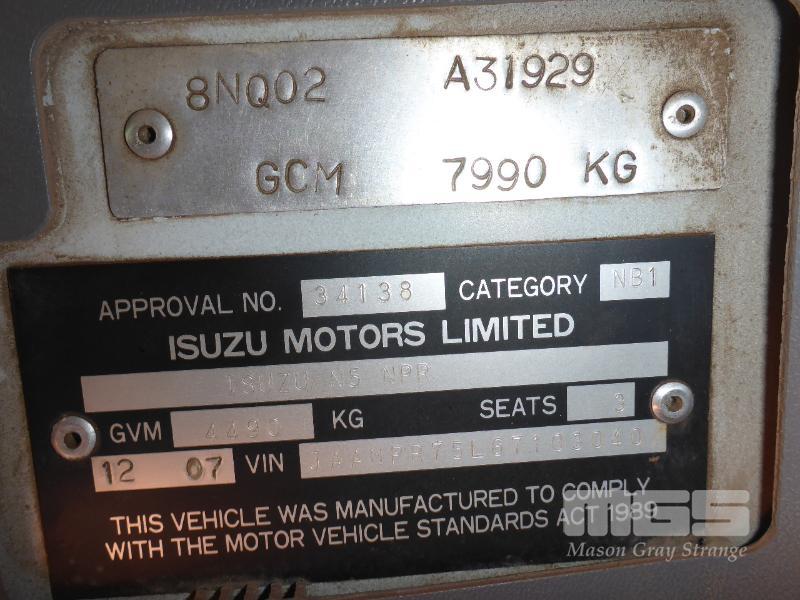 8NQ02 A31929
GCM 7990 KG
APPROVAL NO. 34138 CATEGORY NB1
ISUZU MOTORS LIMITED
ISUZU N5 NPR
GVM 4490 KG SEATS 3
12 07 VIN JAANPR75L67103040
THIS VEHICLE WAS MANUFACTURED TO COMPLY
WITH THE MOTOR VEHICLE STANDARDS ACT 1989
MGS
Mason Gray Strange